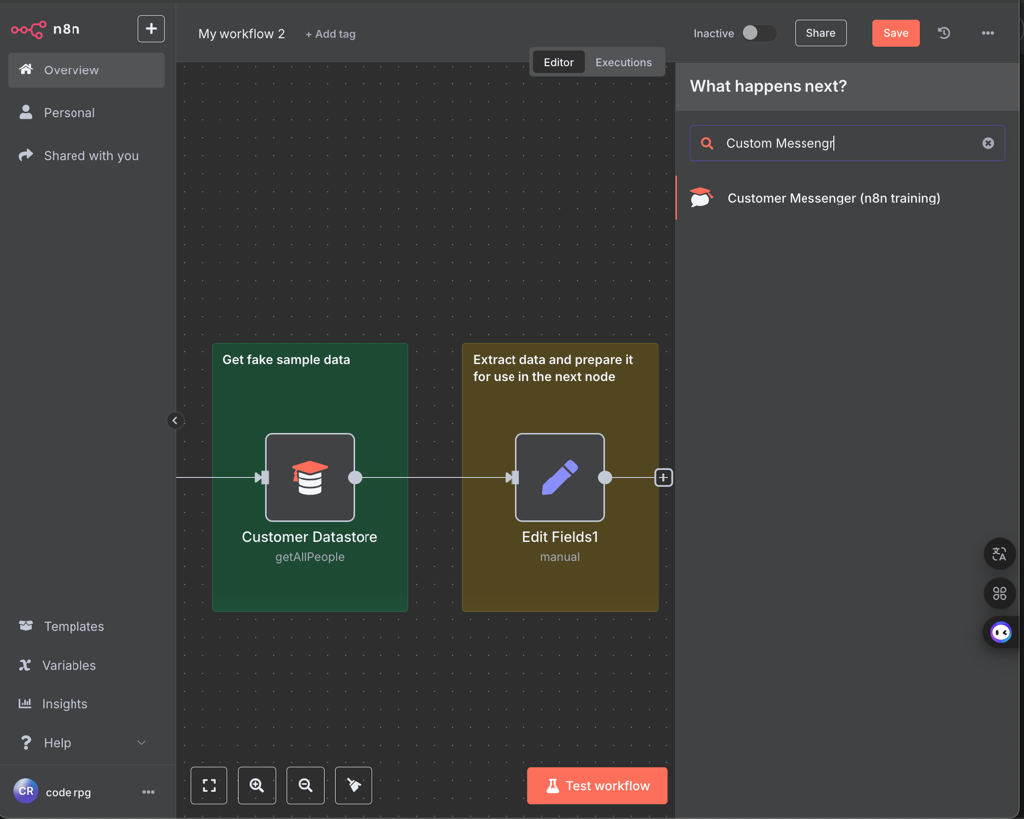 n8n
+
My workflow 2
+ Add tag
Inactive
Share
Save
Overview
Personal
Shared with you
Editor
Executions
What happens next?
Custom Messengr
Customer Messenger (n8n training)
Get fake sample data
Customer Datastore
getAllPeople
Extract data and prepare it
for use in the next node
Edit Fields1
manual
Templates
Variables
Insights
? Help
CR
code rpg
Test workflow